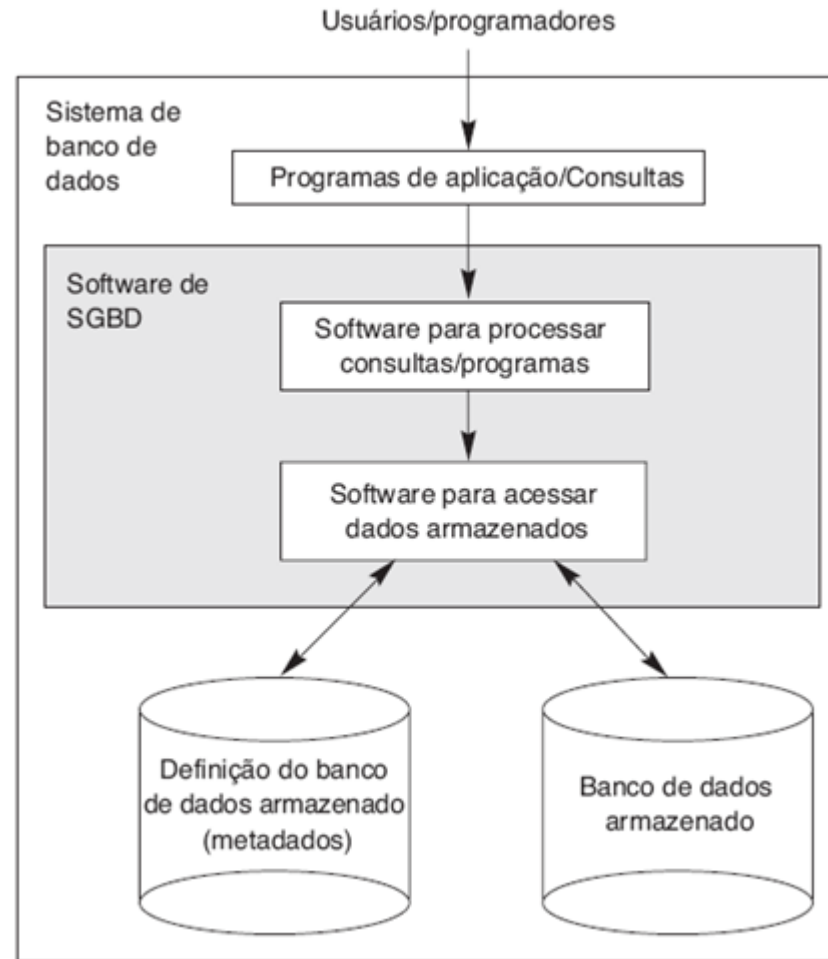 Usuários/programadores
Sistema de
banco de
dados
Programas de aplicação/Consultas
Software de
SGBD
Software para processar
consultas/programas
Software para acessar
dados armazenados
Definição do banco
de dados armazenado
(metadados)
Banco de dados
armazenado